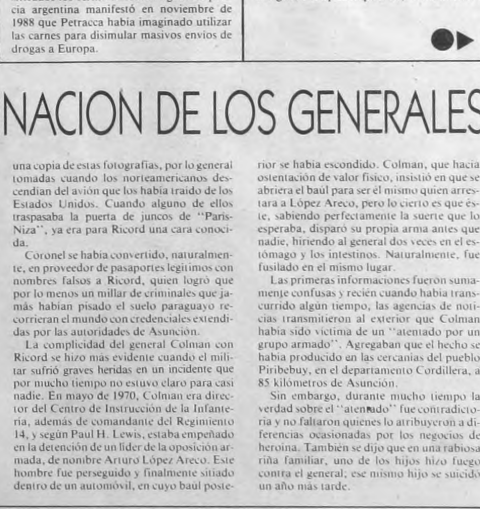 cia argentina manifestó en noviembre de
1988 que Petracca había imaginado utilizar
las carnes para disimular masivos envíos de
drogas a Europa.
NACION DE LOS GENERALES
una copia de estas fotografías, por lo general
tomadas cuando los norteamericanos des-
cendían del avión que los había traído de los
Estados Unidos. Cuando alguno de ellos
traspasaba la puerta de juncos de "Paris-
Niza", ya era para Ricord una cara conoci-
da.
Coronel se había convertido, naturalmen-
te, en proveedor de pasaportes legítimos con
nombres falsos a Ricord, quien logró que
por lo menos un millar de criminales que ja-
más habían pisado el suelo paraguayo re-
corrieran el mundo con credenciales extendi-
das por las autoridades de Asunción.
La complicidad del general Colman con
Ricord se hizo más evidente cuando el mili-
tar sufrió graves heridas en un incidente que
por mucho tiempo no estuvo claro para casi
nadie. En mayo de 1970, Colman era direc-
tor del Centro de Instrucción de la Infante-
ría, además de comandante del Regimiento
14, y según Paul H. Lewis, estaba empeñado
en la detención de un líder de la oposición ar-
mada, de nombre Arturo López Areco. Este
hombre fue perseguido y finalmente sitiado
dentro de un automóvil, en cuyo baúl poste-
rior se había escondido. Colman, que hacía
ostentación de valor físico, insistió en que se
abriera el baúl para ser él mismo quien arres-
tara a López Areco, pero lo cierto es que és-
te, sabiendo perfectamente la suerte que lo
esperaba, disparó su propia arma antes que
nadie, hiriendo al general dos veces en el es-
tómago y los intestinos. Naturalmente, fue
fusilado en el mismo lugar.
Las primeras informaciones fueron suma-
mente confusas y recién cuando había trans-
currido algún tiempo, las agencias de noti-
cias transmitieron al exterior que Colman
había sido víctima de un "atentado por un
grupo armado". Agregaban que el hecho se
había producido en las cercanías del pueblo
Piribebuy, en el departamento Cordillera, a
85 kilómetros de Asunción.
Sin embargo, durante mucho tiempo la
verdad sobre el "atentado" fue contradicto-
ria y no faltaron quienes lo atribuyeron a di-
ferencias ocasionadas por los negocios de
heroína. También se dijo que en una rabiosa
riña familiar, uno de los hijos hizo fuego
contra el general; ese mismo hijo se suicidó
un año más tarde.